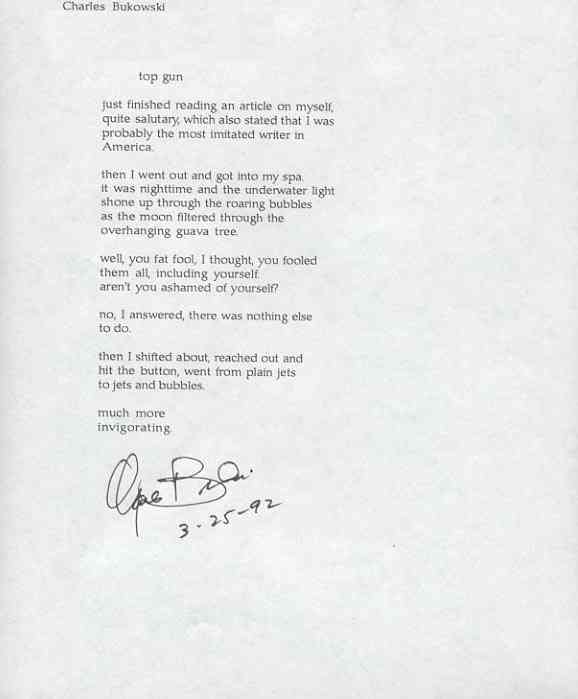 Charles Bukowski
top gun
just finished reading an article on myself,
quite salutary, which also stated that I was
probably the most imitated writer in
America.
then I went out and got into my spa.
it was nighttime and the underwater light
shone up through the roaring bubbles
as the moon filtered through the
overhanging guava tree.
well, you fat fool, I thought, you fooled
them all, including yourself.
aren't you ashamed of yourself?
no, I answered, there was nothing else
to do.
then I shifted about, reached out and
hit the button, went from plain jets
to jets and bubbles.
much more
invigorating.
3-25-92